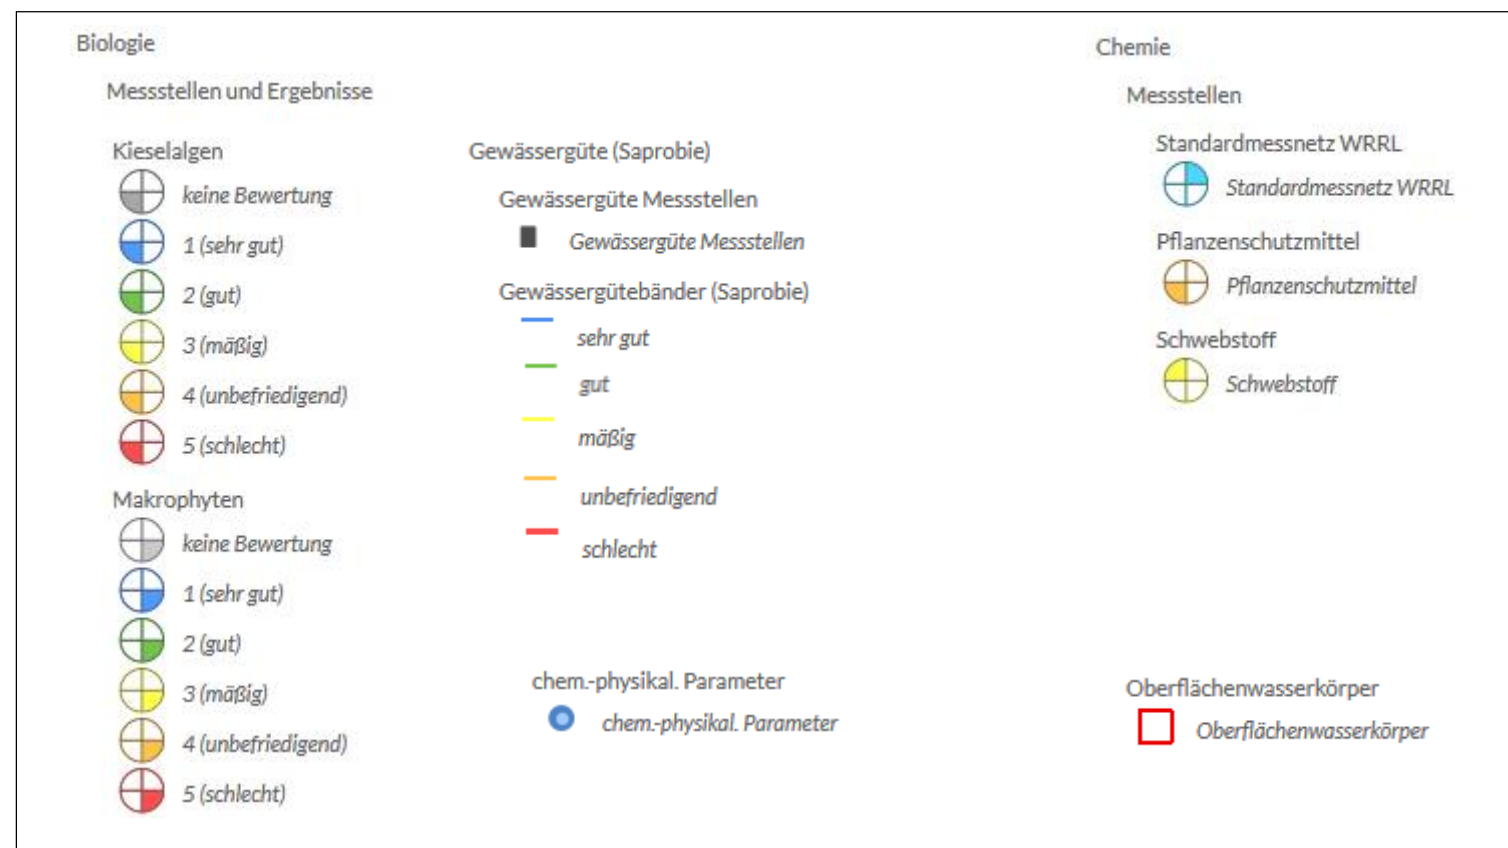 Biologie
Messstellen und Ergebnisse
Kieselalgen
keine Bewertung
1 (sehr gut)
2 (gut)
3 (mäßig)
4 (unbefriedigend)
5 (schlecht)
Makrophyten
keine Bewertung
1 (sehr gut)
2 (gut)
3 (mäßig)
4 (unbefriedigend)
5 (schlecht)
Gewässergüte (Saprobie)
Gewässergüte Messstellen
Gewässergüte Messstellen
Gewässergütebänder (Saprobie)
sehr gut
gut
mäßig
unbefriedigend
schlecht
chem.-physikal. Parameter
chem.-physikal. Parameter
Chemie
Messstellen
Standardmessnetz WRRL
Standardmessnetz WRRL
Pflanzenschutzmittel
Pflanzenschutzmittel
Schwebstoff
Schwebstoff
Oberflächenwasserkörper
Oberflächenwasserkörper